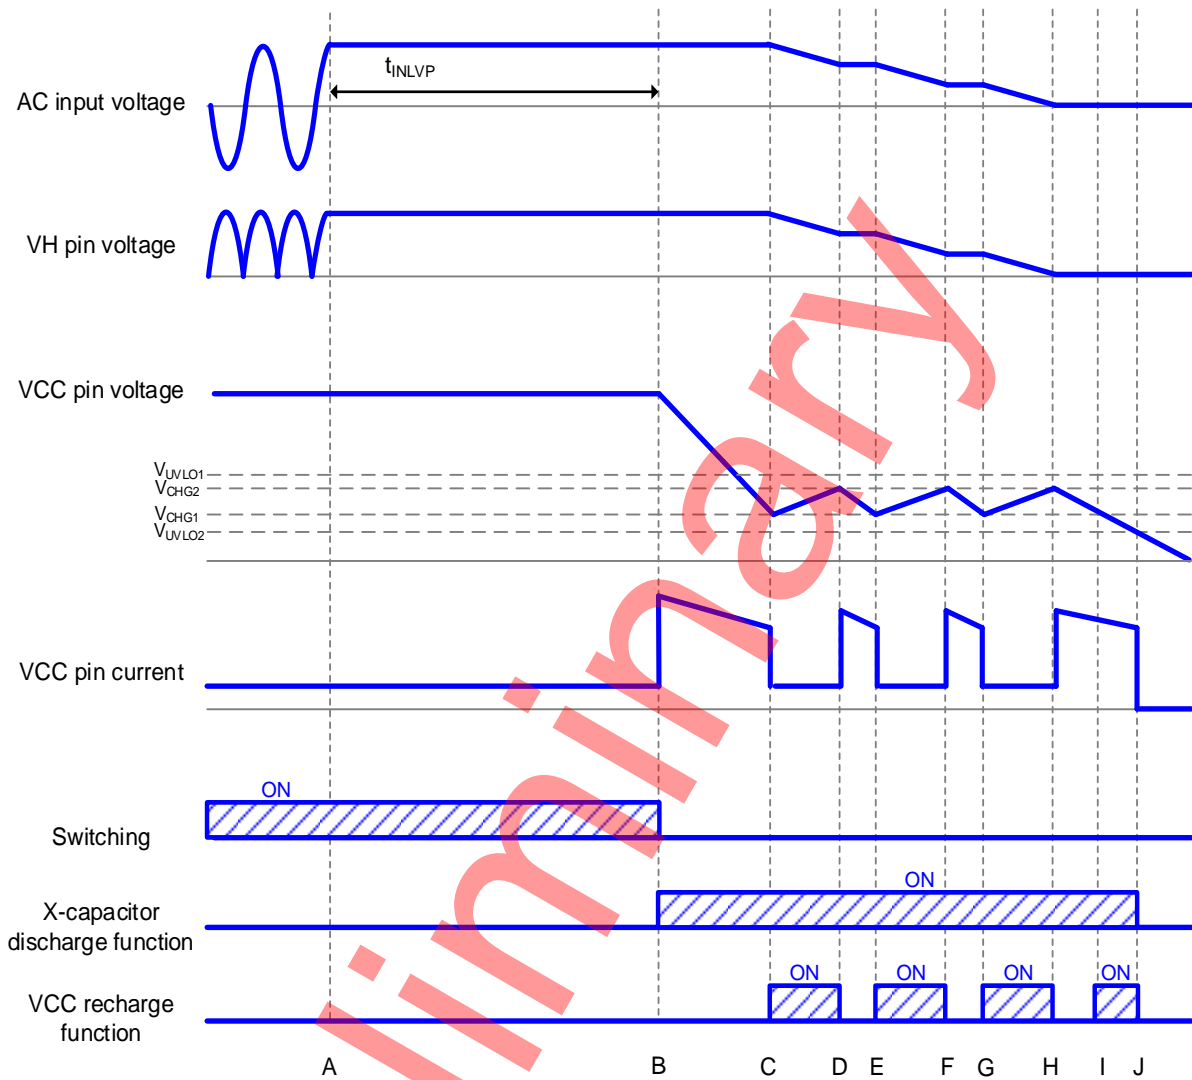 tINLVP
AC input voltage
VH pin voltage
VCC pin voltage
VUVLO1
VCHG2
VCHG1
VUVLO2
VCC pin current
ON
Switching
ON
X-capacitor
discharge function
ON ON ON ON
VCC recharge
function
A B C D E F G H I J
liminary